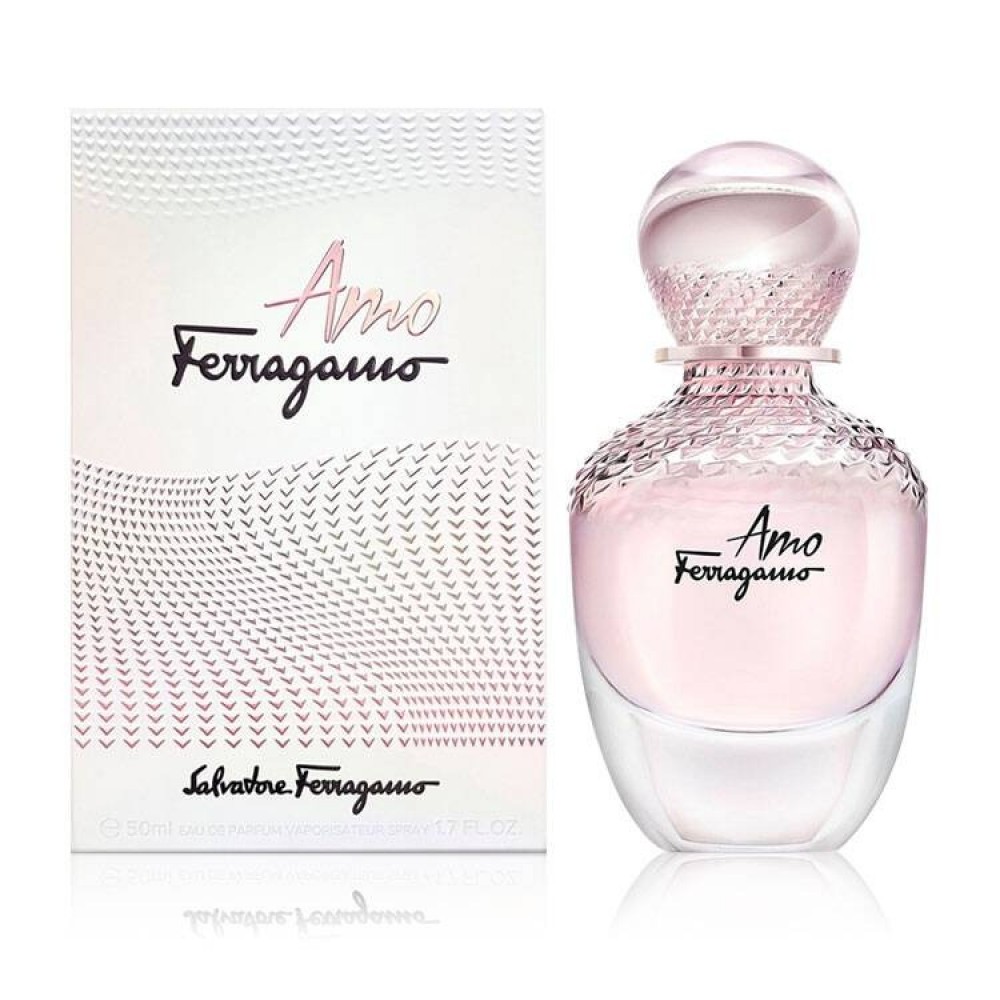 Amo
Ferragamo
Salvatore Ferragamo
℮ 50ml EAU DE PARFUM VAPORISATEUR SPRAY 1.7 FL.OZ.
Amo
Ferragamo